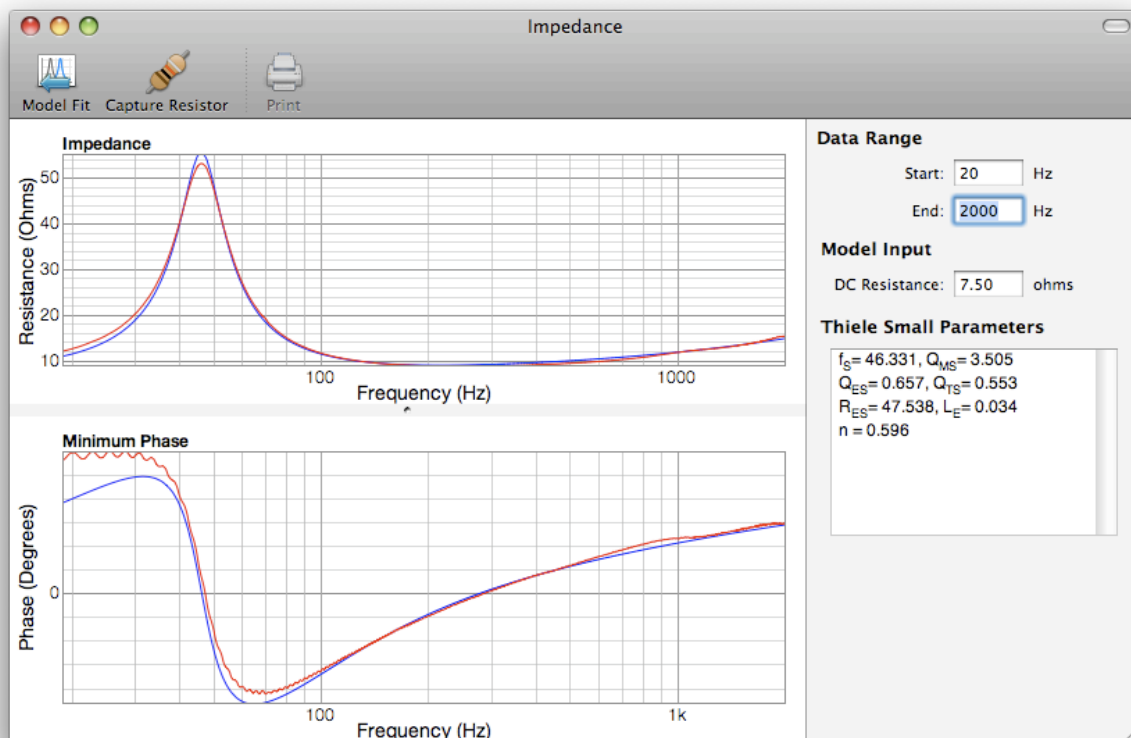 Impedance
Model Fit Capture Resistor Print
Impedance
Resistance (Ohms)
50
40
30
20
10
100 1000
Frequency (Hz)
Minimum Phase
Phase (Degrees)
0
100 1k
Frequency (Hz)
Data Range
Start: 20 Hz
End: 2000 Hz
Model Input
DC Resistance: 7.50 ohms
Thiele Small Parameters
fS= 46.331, QMS= 3.505
QES= 0.657, QTS= 0.553
RES= 47.538, LE= 0.034
n = 0.596